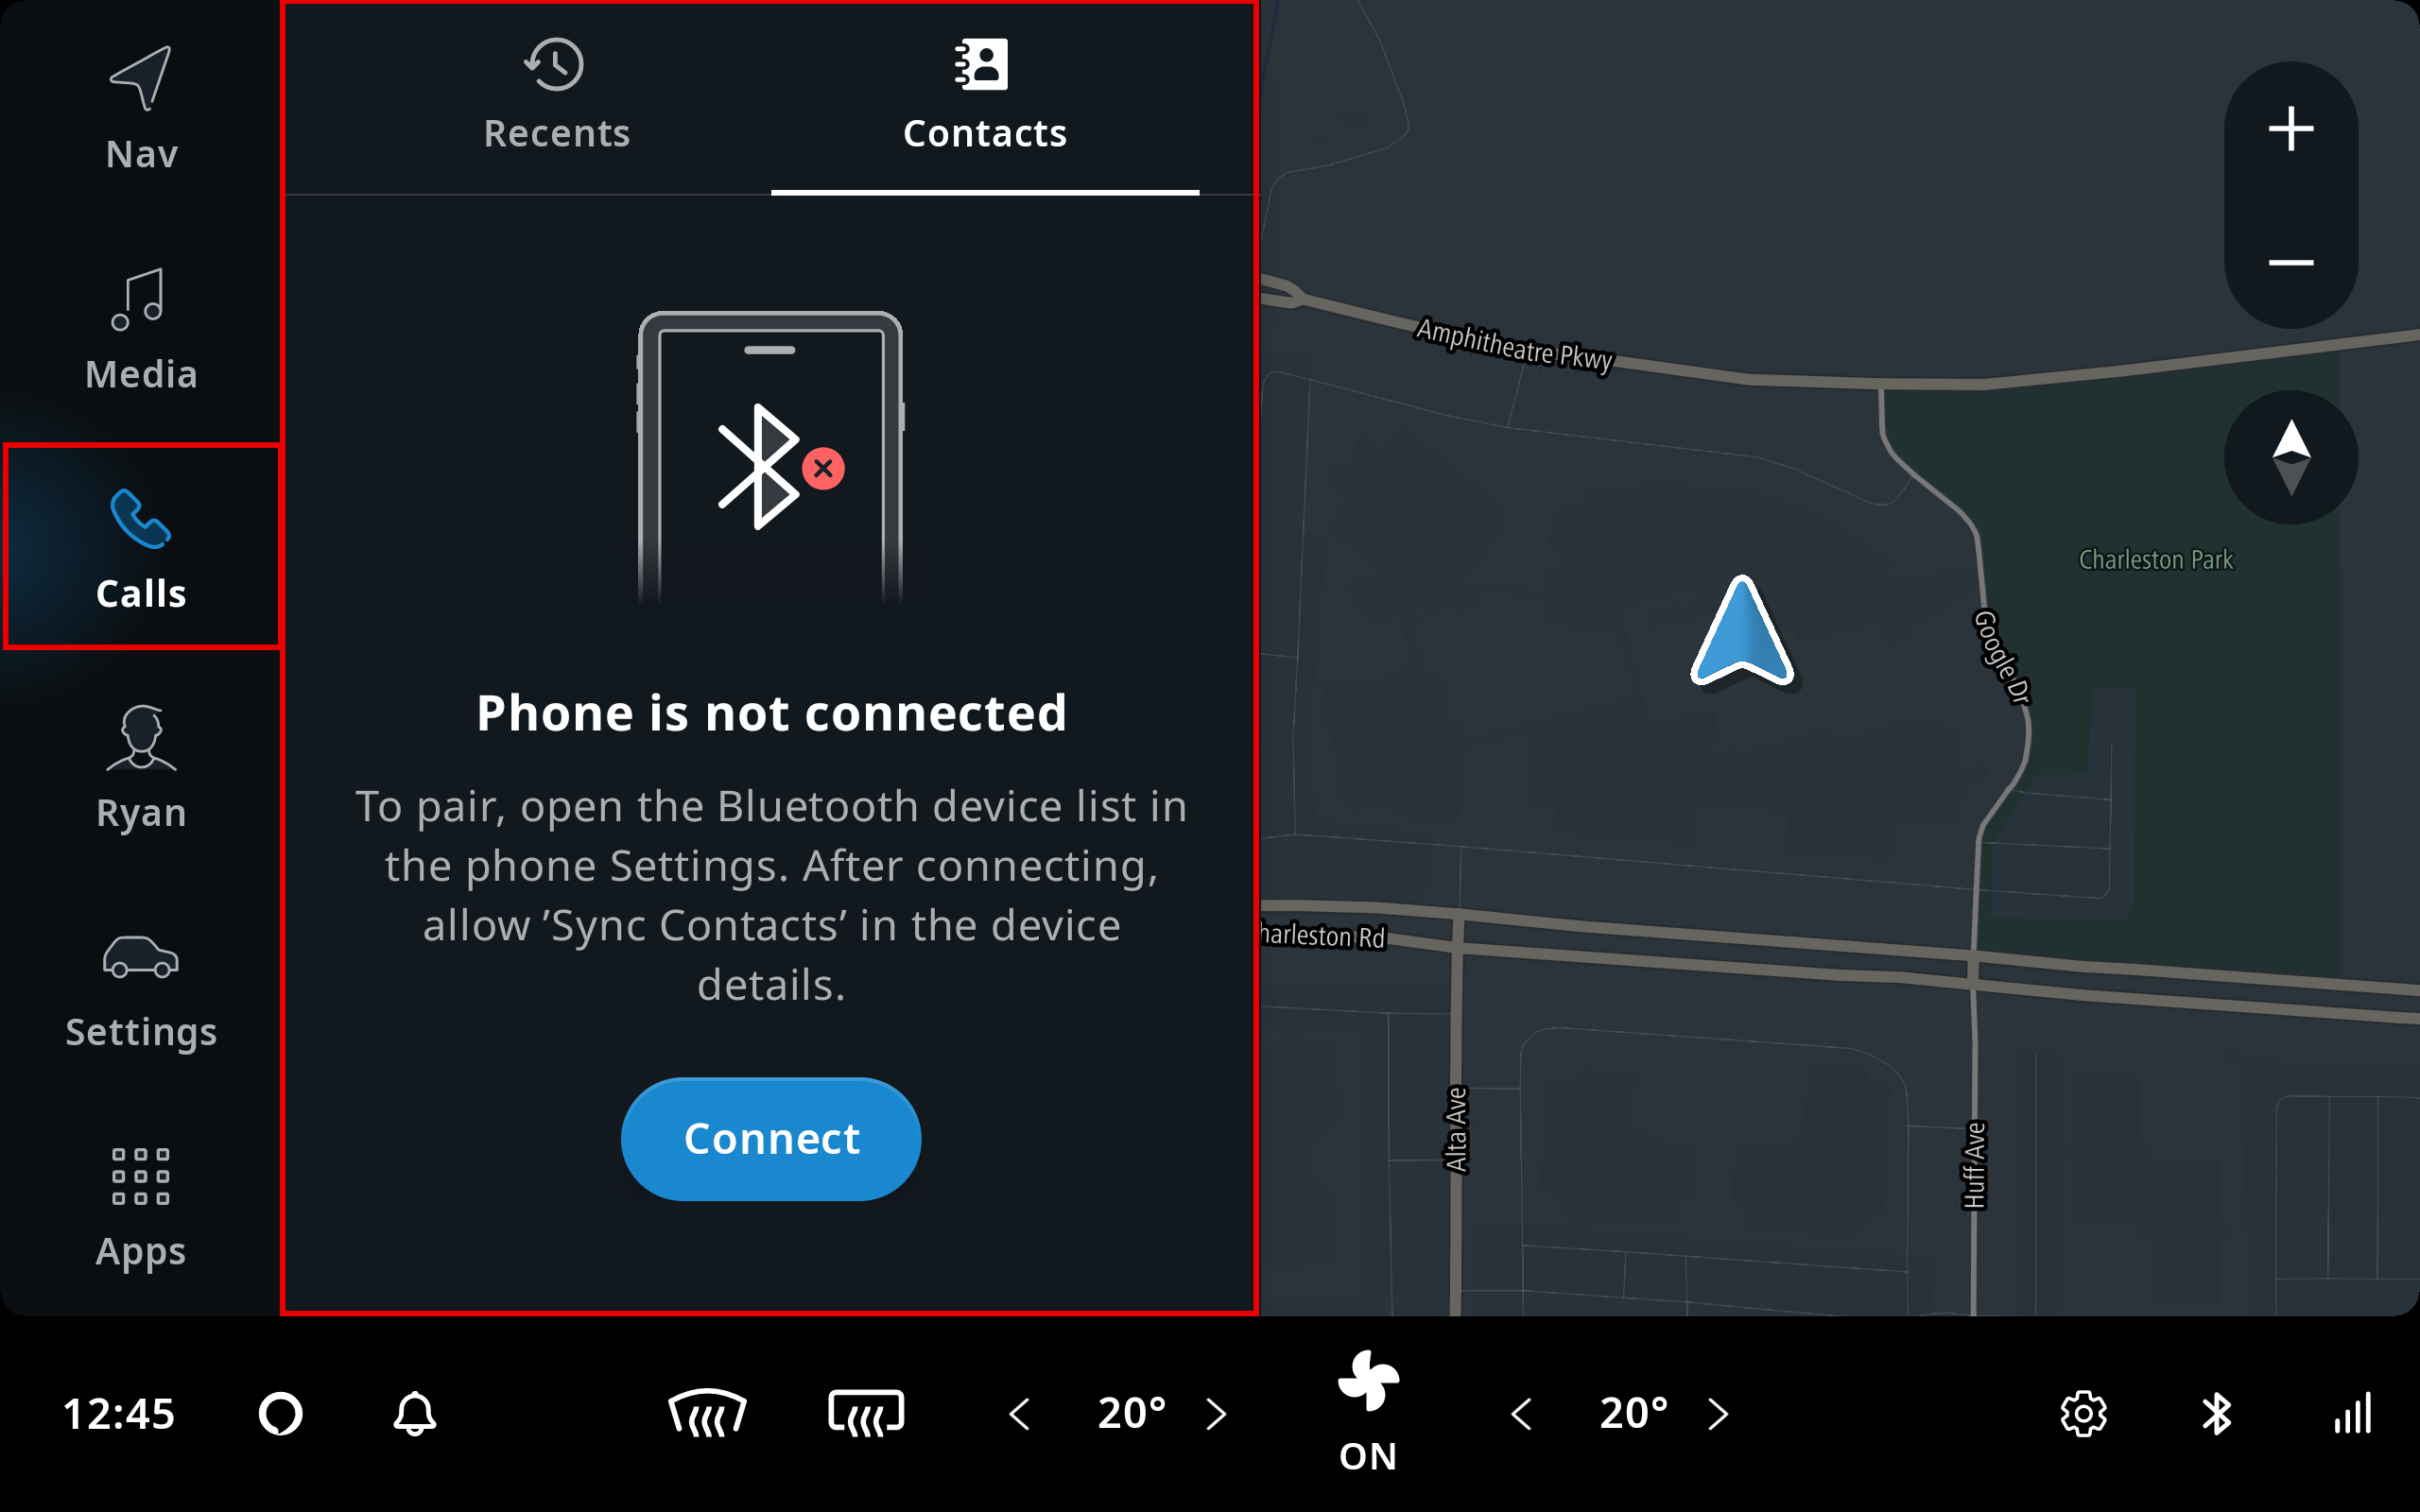 Nav
Media
Calls
Ryan
Settings
Apps
Recents
Contacts
Phone is not connected
To pair, open the Bluetooth device list in
the phone Settings. After connecting,
allow ’Sync Contacts’ in the device
details.
Connect
Amphitheatre Pkwy
Charleston Park
Google Dr
harleston Rd
Alta Ave
Huff Ave
12:45
20°
ON
20°